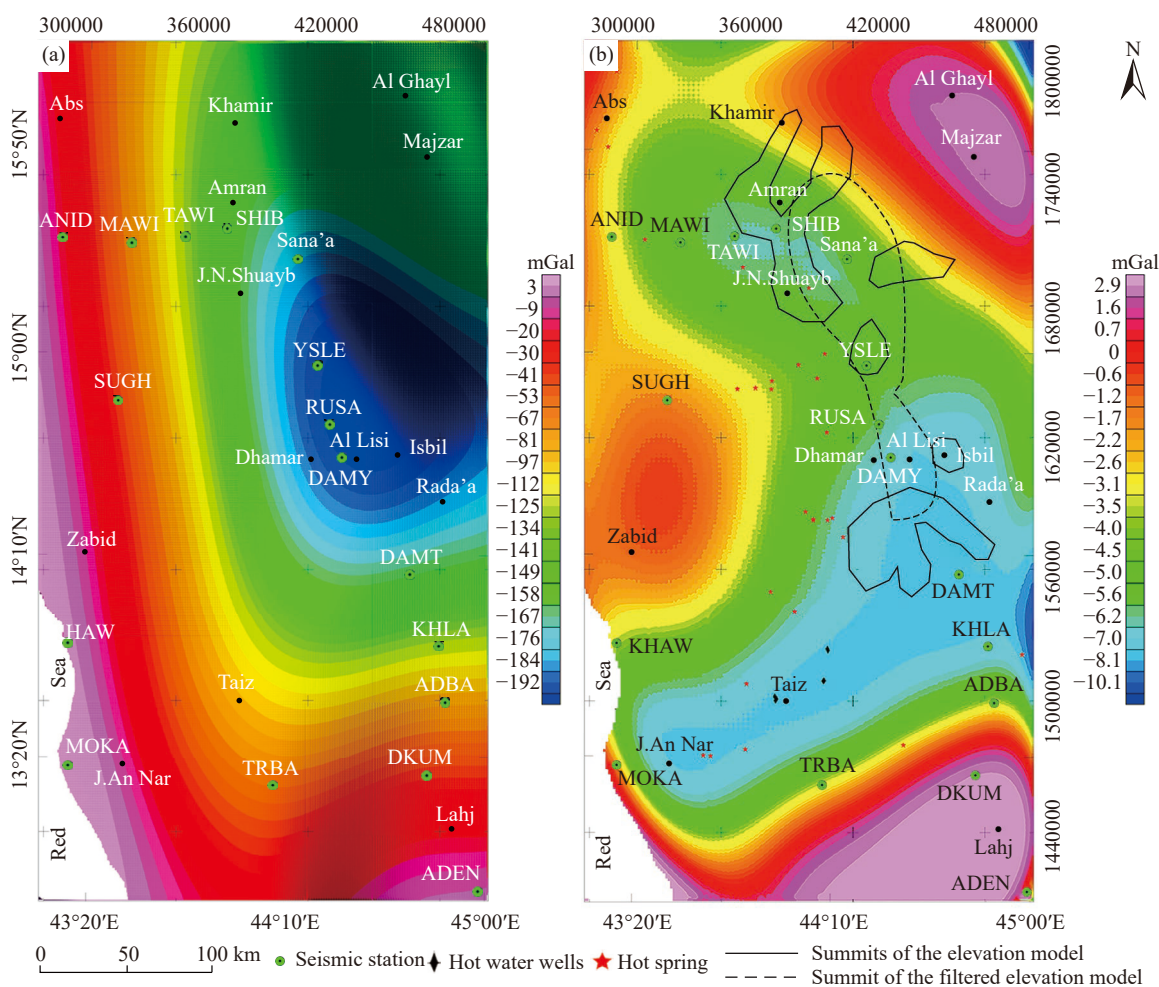 300000 360000 420000 480000
(a)
Al Ghayl
Abs
Khamir
Majzar
Amran
ANID
MAWI
TAWI
SHIB
Sana'a
J.N.Shuayb
YSLE
SUGH
RUSA
Al Lisi
Dhamar
DAMY
Isbil
Rada'a
Zabid
DAMT
HAW
KHLA
Sea
Taiz
ADBA
MOKA
J.An Nar
TRBA
DKUM
Lahj
Red
ADEN
15°50′N
15°00′N
14°10′N
13°20′N
43°20′E 44°10′E 45°00′E
mGal
3
−9
−20
−30
−41
−53
−67
−81
−97
−112
−125
−134
−141
−149
−158
−167
−176
−184
−192
300000 360000 420000 480000
(b)
Al Ghayl
Abs
Khamir
Majzar
Amran
ANID
MAWI
SHIB
TAWI
Sana'a
J.N.Shuayb
YSLE
SUGH
RUSA
Al Lisi
Dhamar
DAMY
Isbil
Rada'a
Zabid
DAMT
KHAW
KHLA
Sea
Taiz
ADBA
J.An Nar
MOKA
TRBA
DKUM
Lahj
Red
ADEN
1800000
1740000
1680000
1620000
1560000
1500000
1440000
43°20′E 44°10′E 45°00′E
N
mGal
2.9
1.6
0.7
0
−0.6
−1.2
−1.7
−2.2
−2.6
−3.1
−3.5
−4.0
−4.5
−5.0
−5.6
−6.2
−7.0
−8.1
−10.1
0 50 100 km
Seismic station
Hot water wells
Hot spring
Summits of the elevation model
Summit of the filtered elevation model